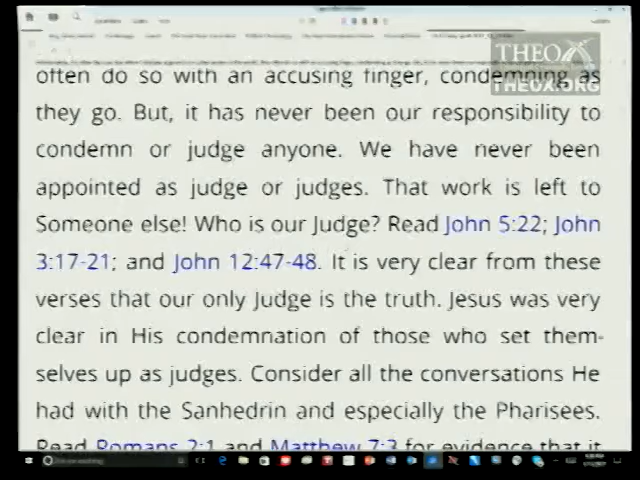 THEOX
THEOX.ORG
often do so with an accusing finger, condemning as
they go. But, it has never been our responsibility to
condemn or judge anyone. We have never been
appointed as judge or judges. That work is left to
Someone else! Who is our Judge? Read John 5:22; John
3:17-21; and John 12:47-48. It is very clear from these
verses that our only Judge is the truth. Jesus was very
clear in His condemnation of those who set them-
selves up as judges. Consider all the conversations He
had with the Sanhedrin and especially the Pharisees.
Read Romans 2:1 and Matthew 7:3 for evidence that it